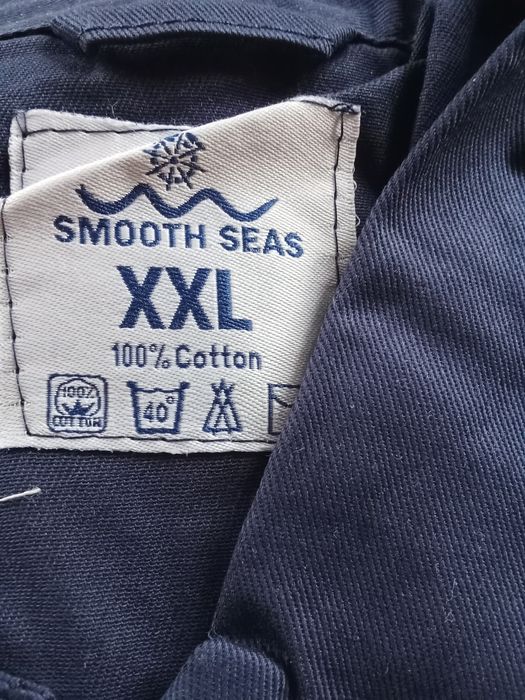 SMOOTH SEAS
XXL
100% Cotton
100%
COTTON
40°